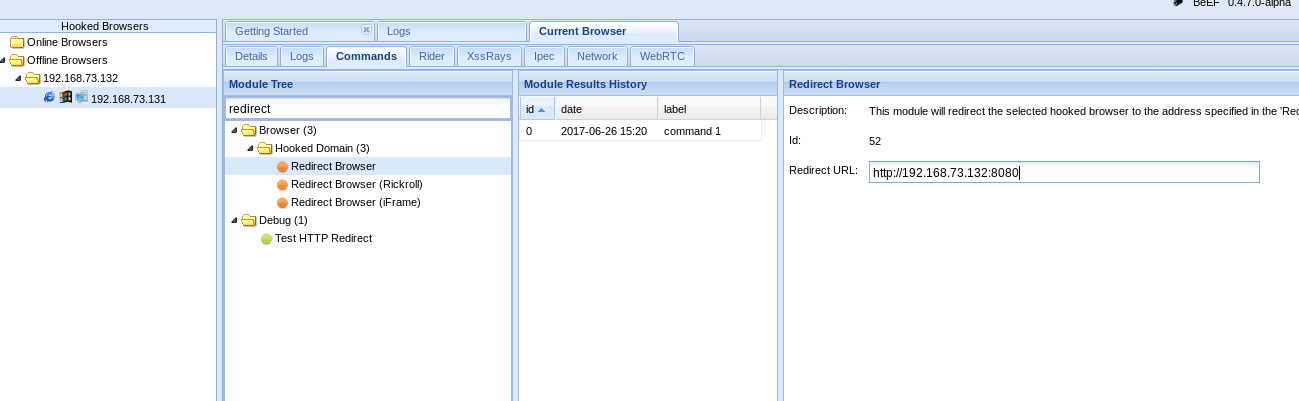 BeEF 0.4.7.0-alpha
Hooked Browsers
Getting Started
Logs
Current Browser
Online Browsers
Offline Browsers
192.168.73.132
192.168.73.131
Details
Logs
Commands
Rider
XssRays
Ipec
Network
WebRTC
Module Tree
redirect
Browser (3)
Hooked Domain (3)
Redirect Browser
Redirect Browser (Rickroll)
Redirect Browser (iFrame)
Debug (1)
Test HTTP Redirect
Module Results History
id date label
0 2017-06-26 15:20 command 1
Redirect Browser
Description: This module will redirect the selected hooked browser to the address specified in the 'Red
Id: 52
Redirect URL: http://192.168.73.132:8080